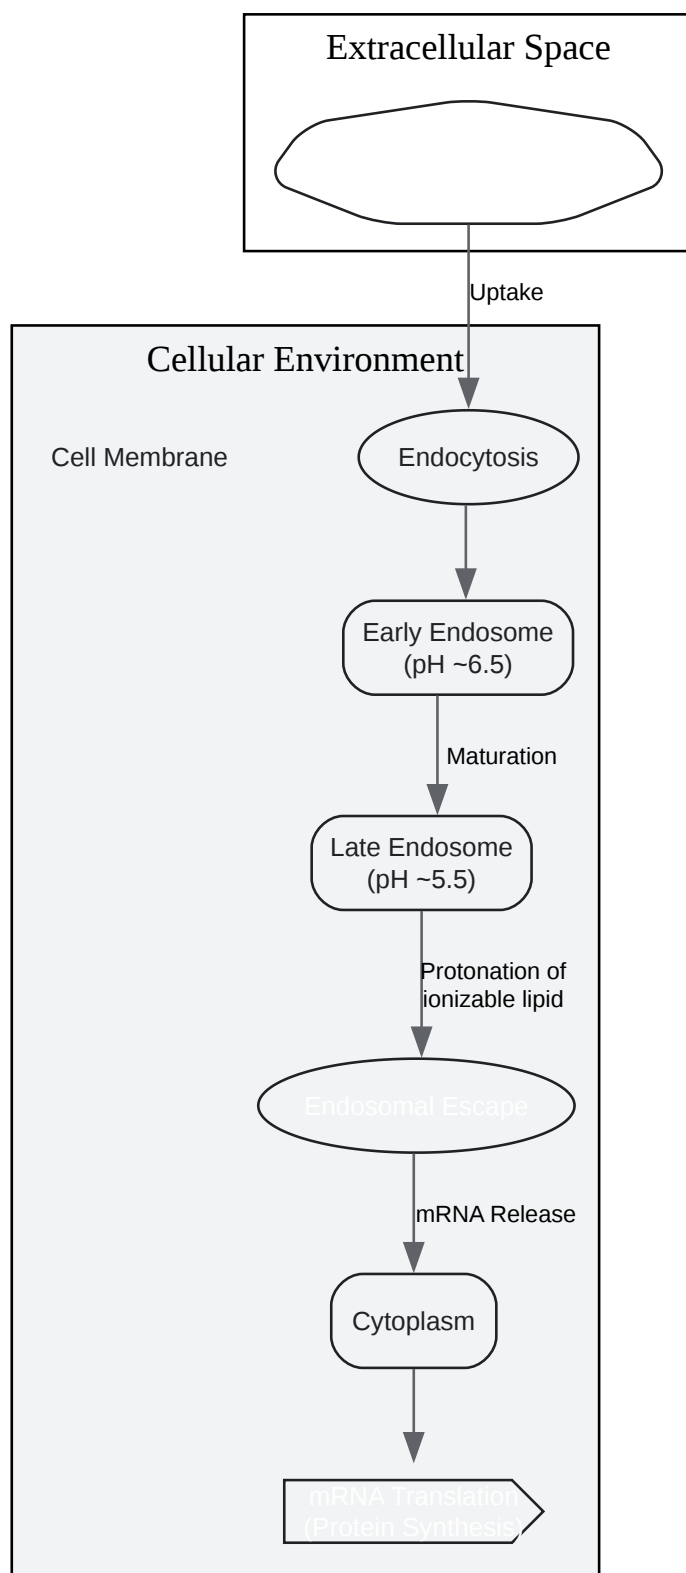 Extracellular Space
Uptake
Cellular Environment
Cell Membrane
Endocytosis
Early Endosome
(pH ~6.5)
Maturation
Late Endosome
(pH ~5.5)
Protonation of
ionizable lipid
Endosomal Escape
mRNA Release
Cytoplasm
mRNA Translation
(Protein Synthesis)